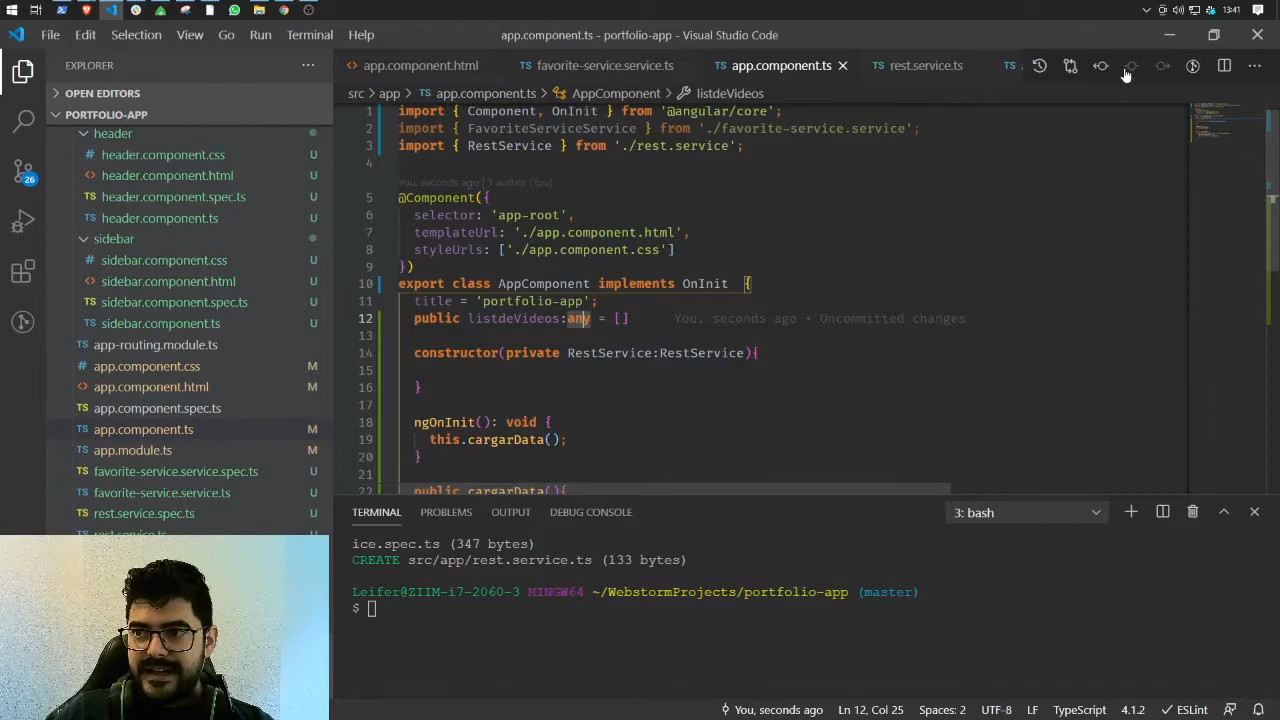 13:41
File Edit Selection View Go Run Terminal Help
app.component.ts - portfolio-app - Visual Studio Code
EXPLORER
OPEN EDITORS
PORTFOLIO-APP
header
header.component.css U
header.component.html U
TS header.component.spec.ts U
TS header.component.ts U
sidebar
sidebar.component.css U
sidebar.component.html U
TS sidebar.component.spec.ts U
TS sidebar.component.ts U
TS app-routing.module.ts
app.component.css M
app.component.html M
TS app.component.spec.ts
TS app.component.ts M
TS app.module.ts M
TS favorite-service.service.spec.ts U
TS favorite-service.service.ts U
TS rest.service.spec.ts U
26
app.component.html TS favorite-service.service.ts TS app.component.ts TS rest.service.ts TS
src > app > TS app.component.ts > AppComponent > listdeVideos
1 import { Component, OnInit } from '@angular/core';
2 import { FavoriteServiceService } from './favorite-service.service';
3 import { RestService } from './rest.service';
4
You, seconds ago | 1 author (You)
5 @Component({
6 selector: 'app-root',
7 templateUrl: './app.component.html',
8 styleUrls: ['./app.component.css']
9 })
10 export class AppComponent implements OnInit {
11 title = 'portfolio-app';
12 public listdeVideos:any = [] You, seconds ago • Uncommitted changes
13
14 constructor(private RestService:RestService){
15
16 }
17
18 ngOnInit(): void {
19 this.cargarData();
20 }
21
22 public cargarData(){
TERMINAL PROBLEMS OUTPUT DEBUG CONSOLE 3: bash
ice.spec.ts (347 bytes)
CREATE src/app/rest.service.ts (133 bytes)
Leifer@ZIIM-i7-2060-3 MINGW64 ~/WebstormProjects/portfolio-app (master)
$
You, seconds ago Ln 12, Col 25 Spaces: 2 UTF-8 LF TypeScript 4.1.2 ESLint